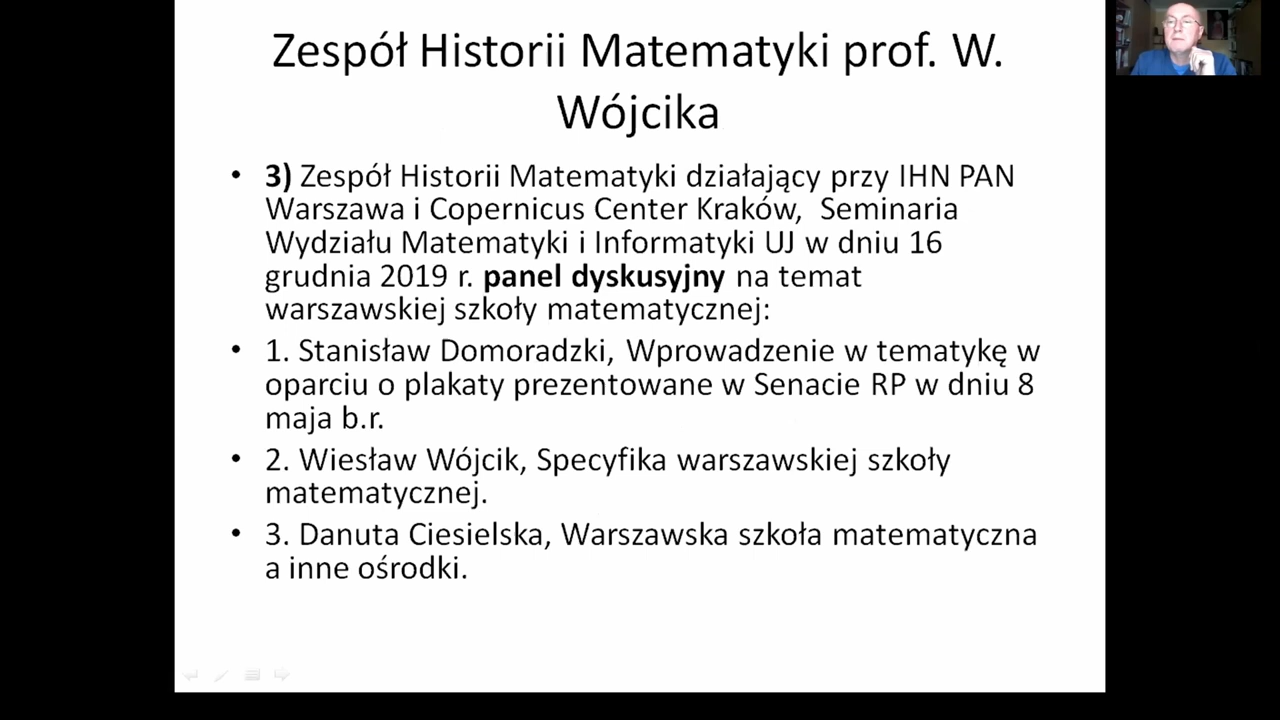 Zespół Historii Matematyki prof. W.
Wójcika
• 3) Zespół Historii Matematyki działający przy IHN PAN
Warszawa i Copernicus Center Kraków, Seminaria
Wydziału Matematyki i Informatyki UJ w dniu 16
grudnia 2019 r. panel dyskusyjny na temat
warszawskiej szkoły matematycznej:
• 1. Stanisław Domoradzki, Wprowadzenie w tematykę w
oparciu o plakaty prezentowane w Senacie RP w dniu 8
maja b.r.
• 2. Wiesław Wójcik, Specyfika warszawskiej szkoły
matematycznej.
• 3. Danuta Ciesielska, Warszawska szkoła matematyczna
a inne ośrodki.